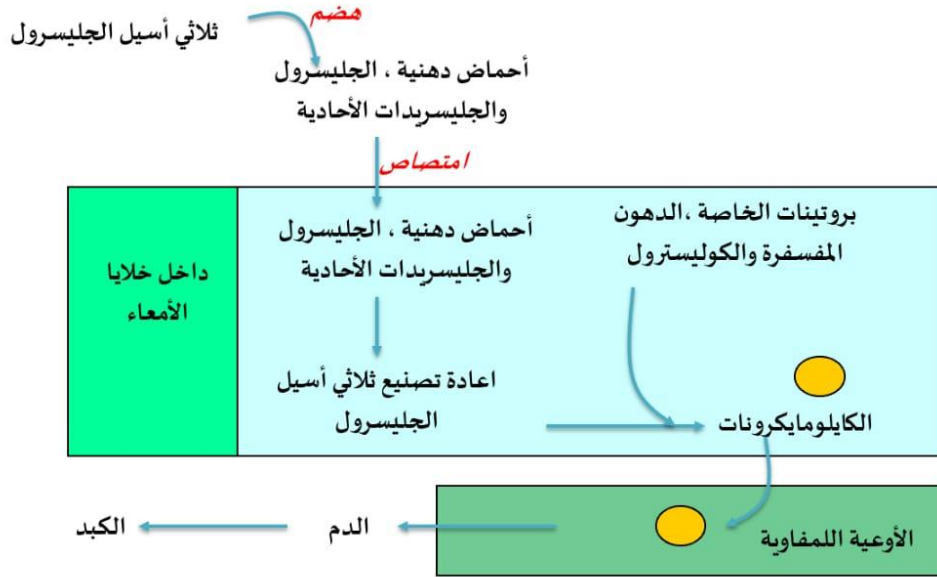 ثلاثي أسيل الجليسرول
هضم
أحماض دهنية ، الجليسرول
والجليسريدات الأحادية
امتصاص
بروتينات الخاصة ،الدهون
المفسفرة والكوليسترول
أحماض دهنية ، الجليسرول
والجليسريدات الأحادية
داخل خلايا
الأمعاء
اعادة تصنيع ثلاثي أسيل
الجليسرول
الكايلومايكرونات
الأوعية اللمفاوية
الدم
الكبد